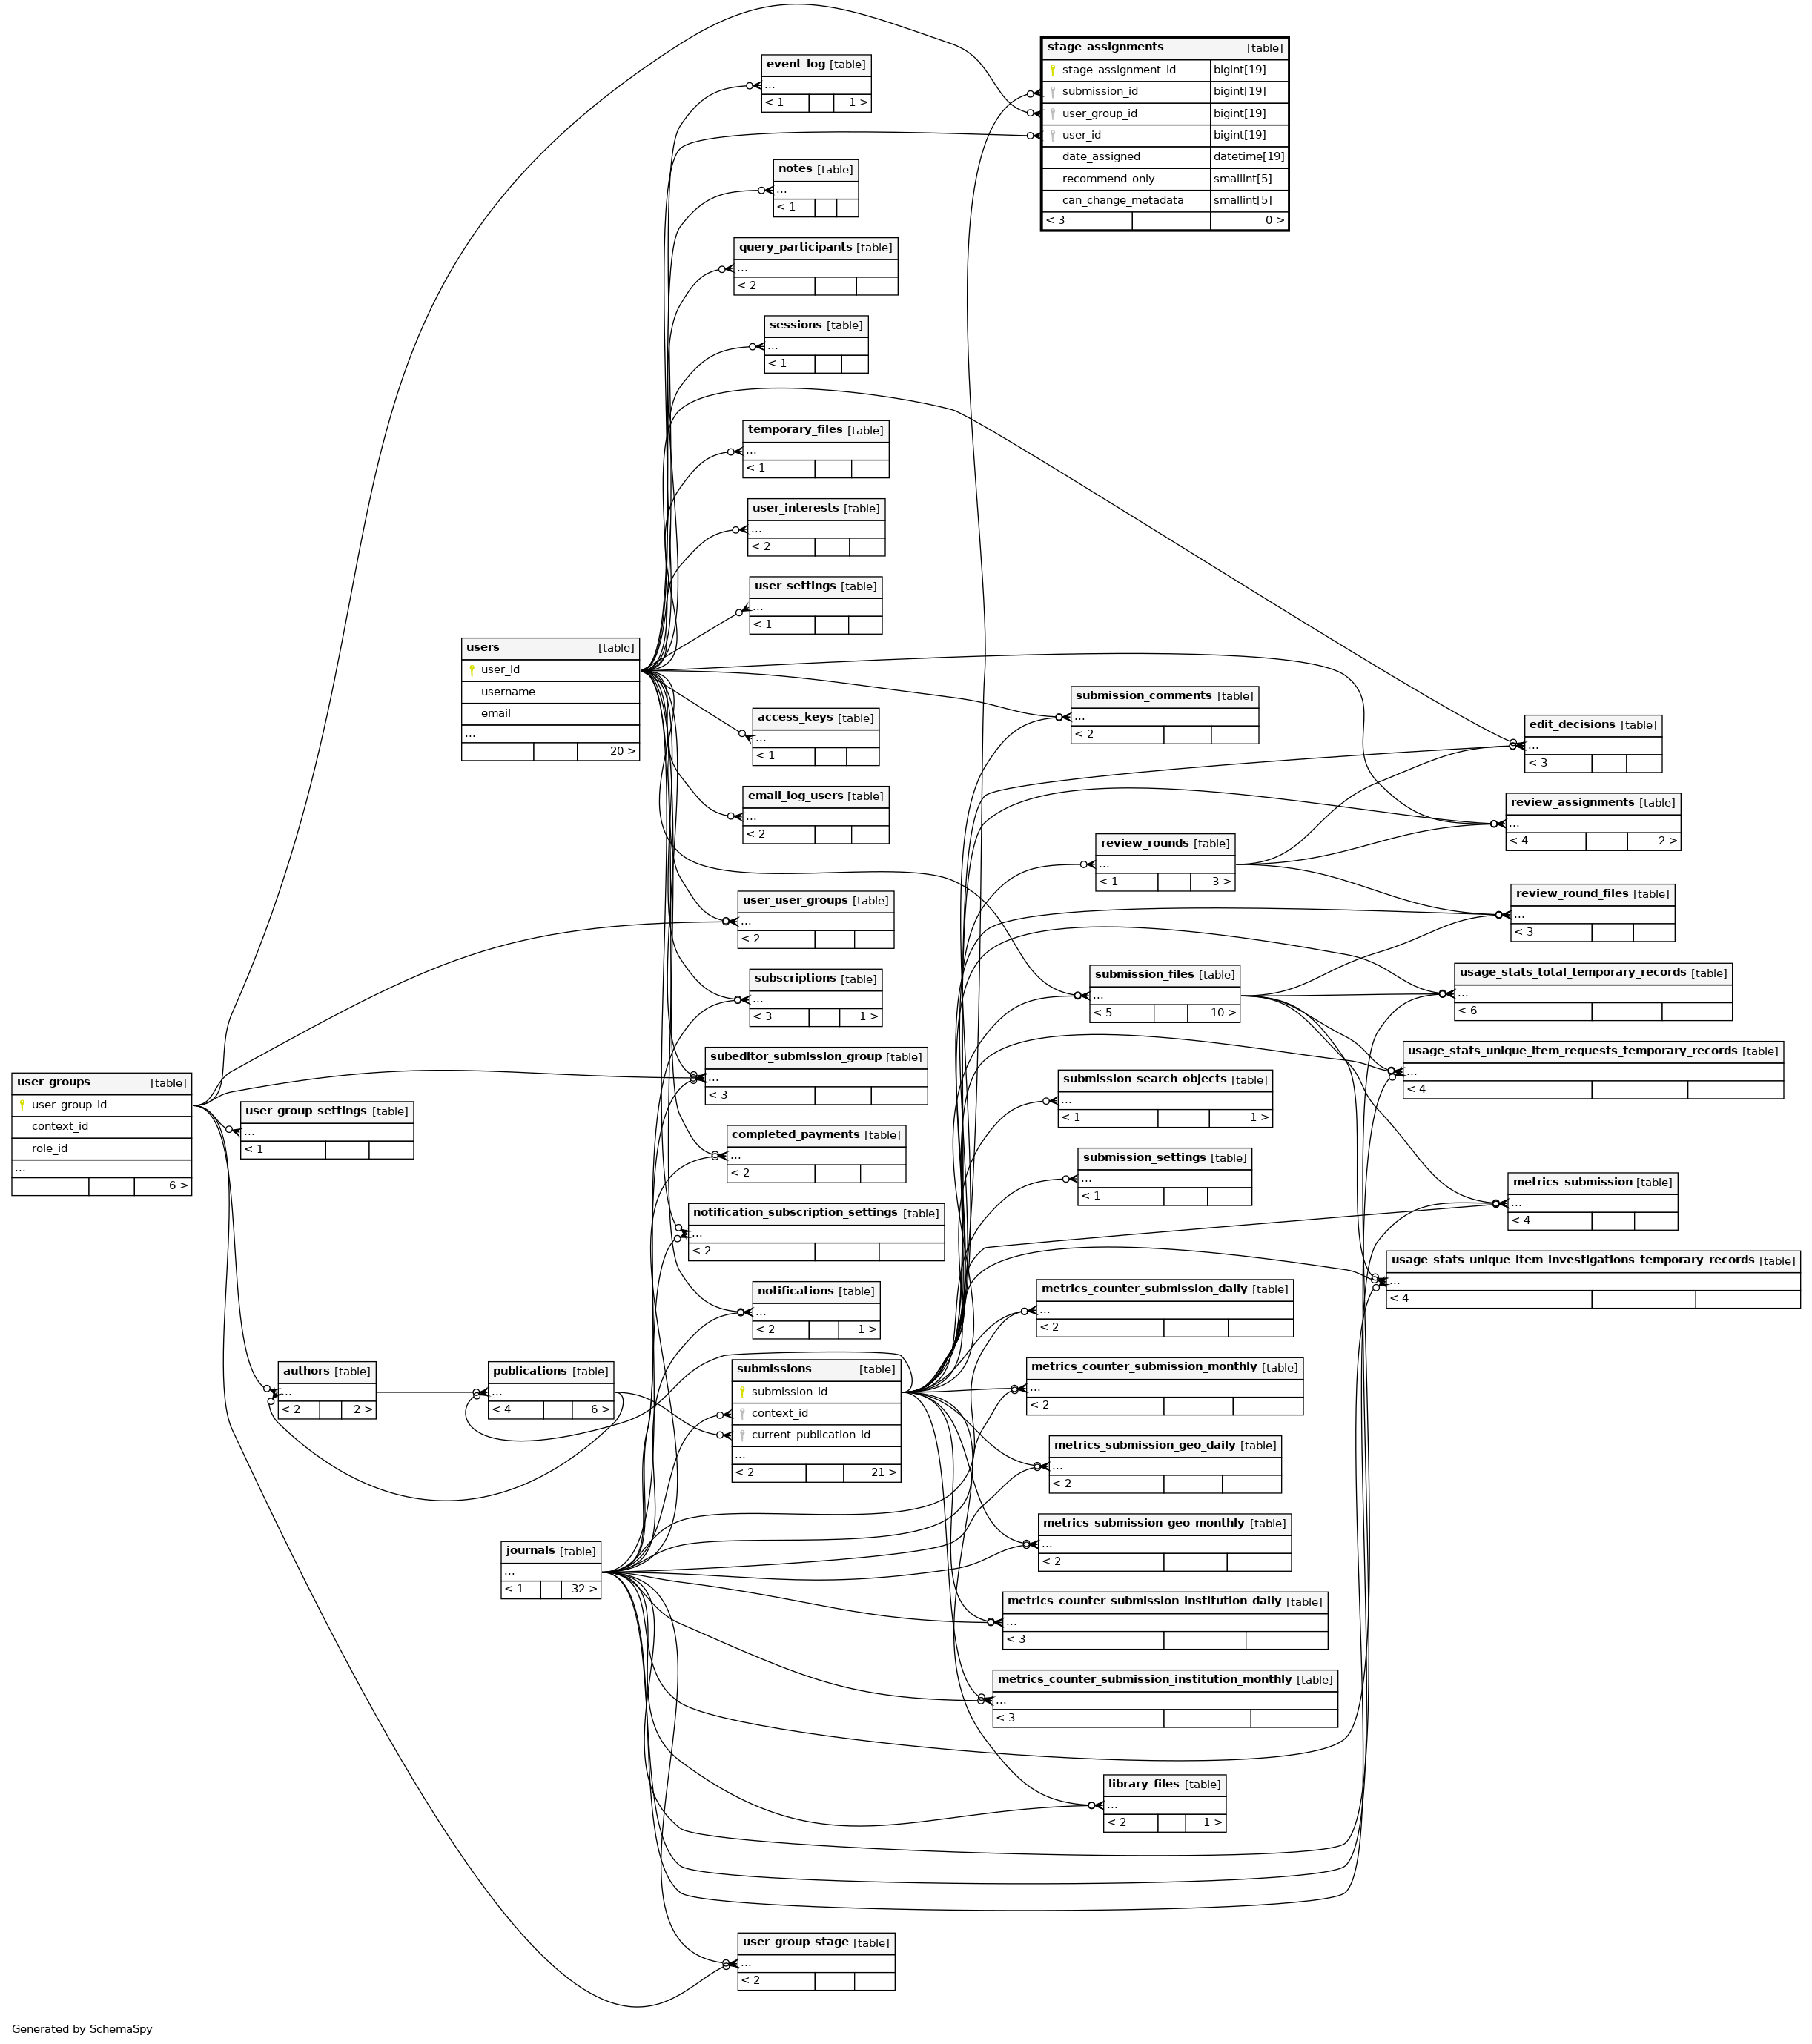 stage_assignments [table]
stage_assignment_id bigint[19]
submission_id bigint[19]
user_group_id bigint[19]
user_id bigint[19]
date_assigned datetime[19]
recommend_only smallint[5]
can_change_metadata smallint[5]
< 3 0 >
event_log [table]
...
< 1 1 >
notes [table]
...
< 1
query_participants [table]
...
< 2
sessions [table]
...
< 1
temporary_files [table]
...
< 1
user_interests [table]
...
< 2
user_settings [table]
...
< 1
users [table]
user_id
username
email
...
20 >
access_keys [table]
...
< 1
email_log_users [table]
...
< 2
submission_comments [table]
...
< 2
edit_decisions [table]
...
< 3
review_assignments [table]
...
< 4 2 >
review_rounds [table]
...
< 1 3 >
review_round_files [table]
...
< 3
user_user_groups [table]
...
< 2
subscriptions [table]
...
< 3 1 >
submission_files [table]
...
< 5 10 >
usage_stats_total_temporary_records [table]
...
< 6
subeditor_submission_group [table]
...
< 3
usage_stats_unique_item_requests_temporary_records [table]
...
< 4
user_groups [table]
user_group_id
context_id
role_id
...
6 >
user_group_settings [table]
...
< 1
submission_search_objects [table]
...
< 1 1 >
completed_payments [table]
...
< 2
submission_settings [table]
...
< 1
metrics_submission [table]
...
< 4
notification_subscription_settings [table]
...
< 2
usage_stats_unique_item_investigations_temporary_records [table]
...
< 4
notifications [table]
...
< 2 1 >
metrics_counter_submission_daily [table]
...
< 2
authors [table]
...
< 2 2 >
publications [table]
...
< 4 6 >
submissions [table]
submission_id
context_id
current_publication_id
...
< 2 21 >
metrics_counter_submission_monthly [table]
...
< 2
metrics_submission_geo_daily [table]
...
< 2
metrics_submission_geo_monthly [table]
...
< 2
journals [table]
...
< 1 32 >
metrics_counter_submission_institution_daily [table]
...
< 3
metrics_counter_submission_institution_monthly [table]
...
< 3
library_files [table]
...
< 2 1 >
user_group_stage [table]
...
< 2
Generated by SchemaSpy